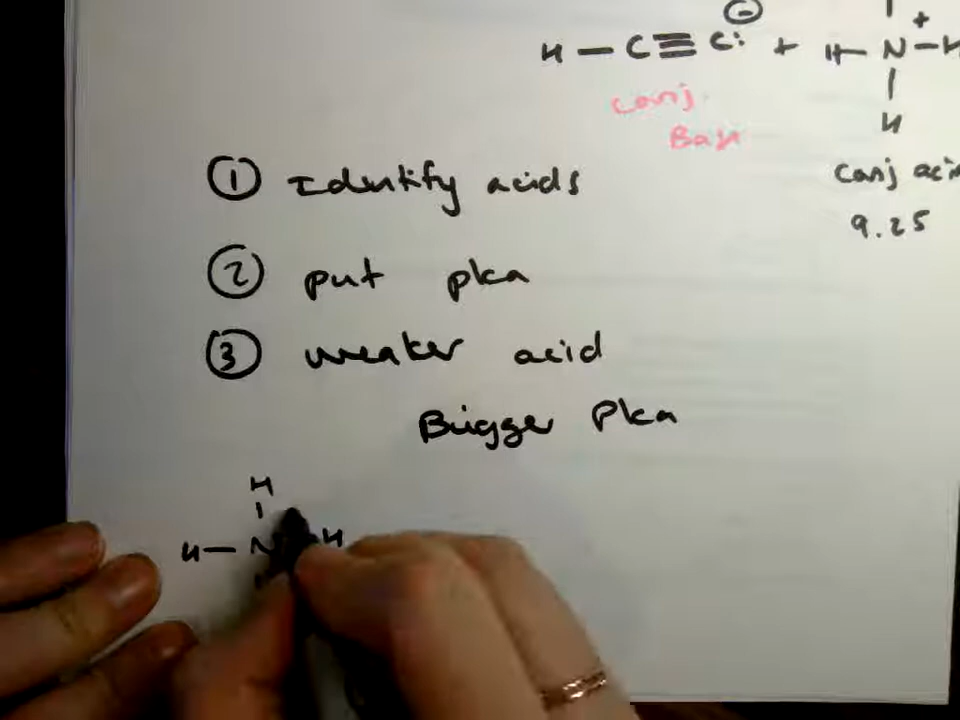 ⊖
H — C ≡ C: + H — N — H
+
H
conj
Base
conj aci
9.25
① Identify acids
② put pka
③ weaker acid
Bigger Pka
H
H — N H